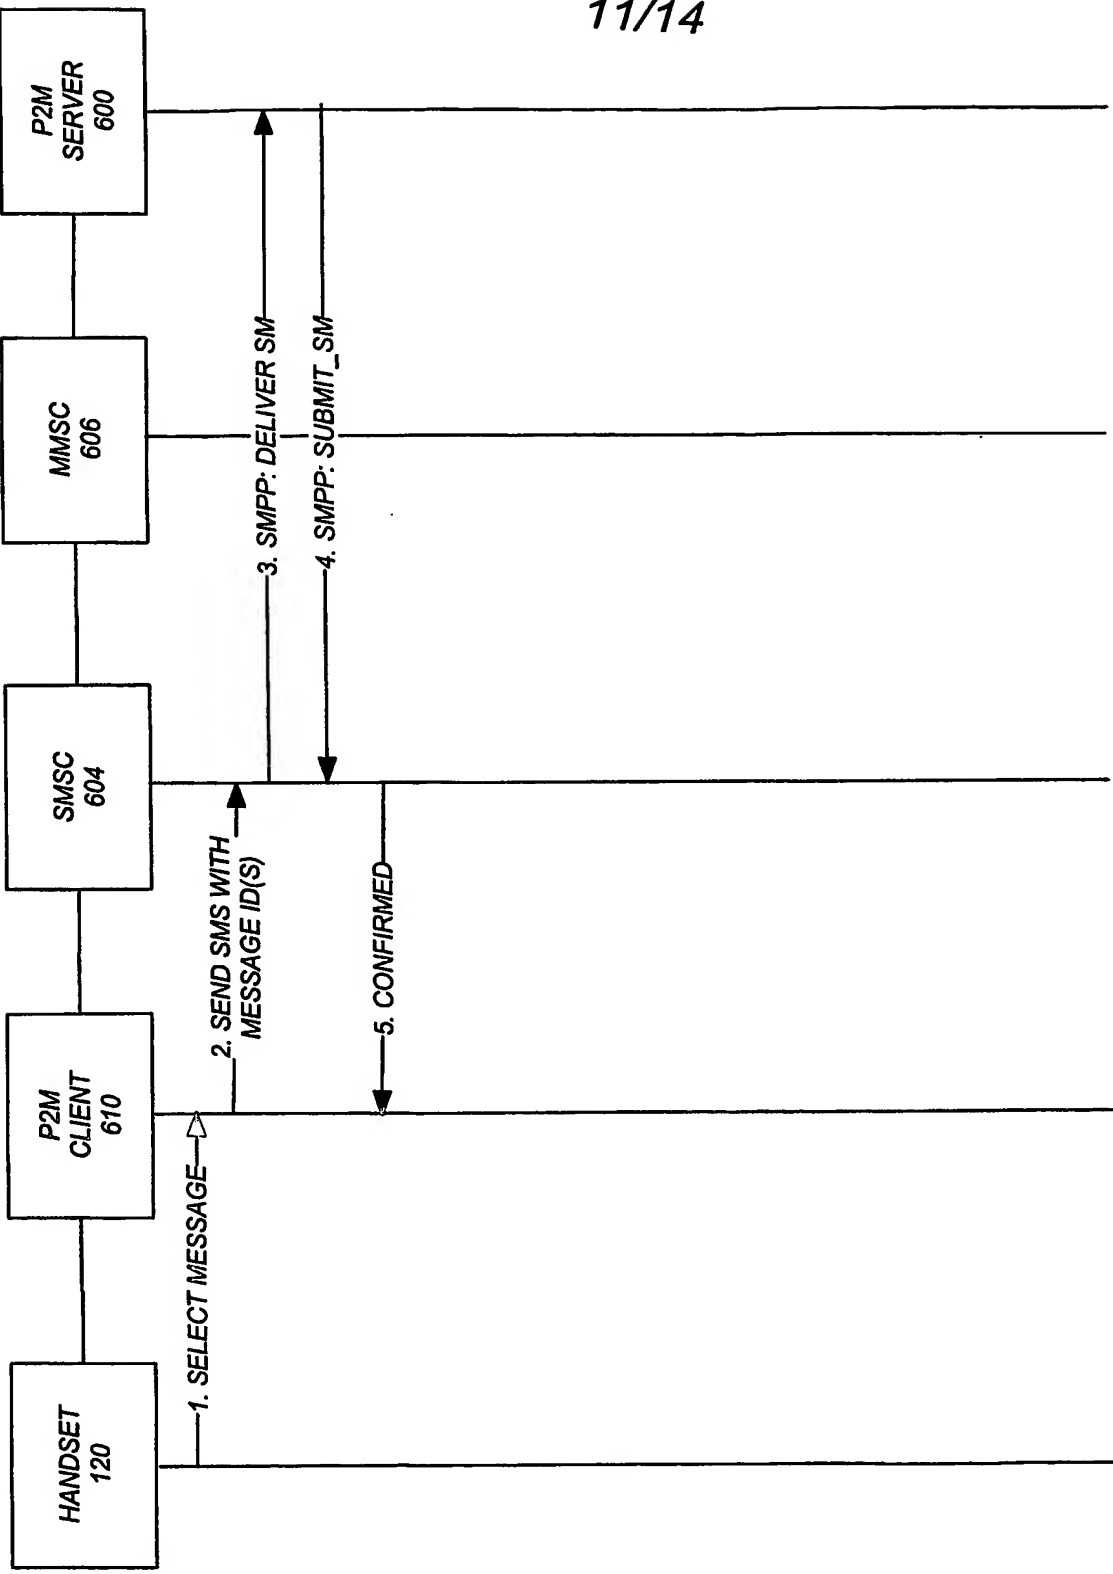 11/14
HANDSET
120
P2M
CLIENT
610
SMSC
604
MMSC
606
P2M
SERVER
600
1. SELECT MESSAGE
2. SEND SMS WITH
MESSAGE ID(S)
3. SMPP: DELIVER SM
4. SMPP: SUBMIT_SM
5. CONFIRMED